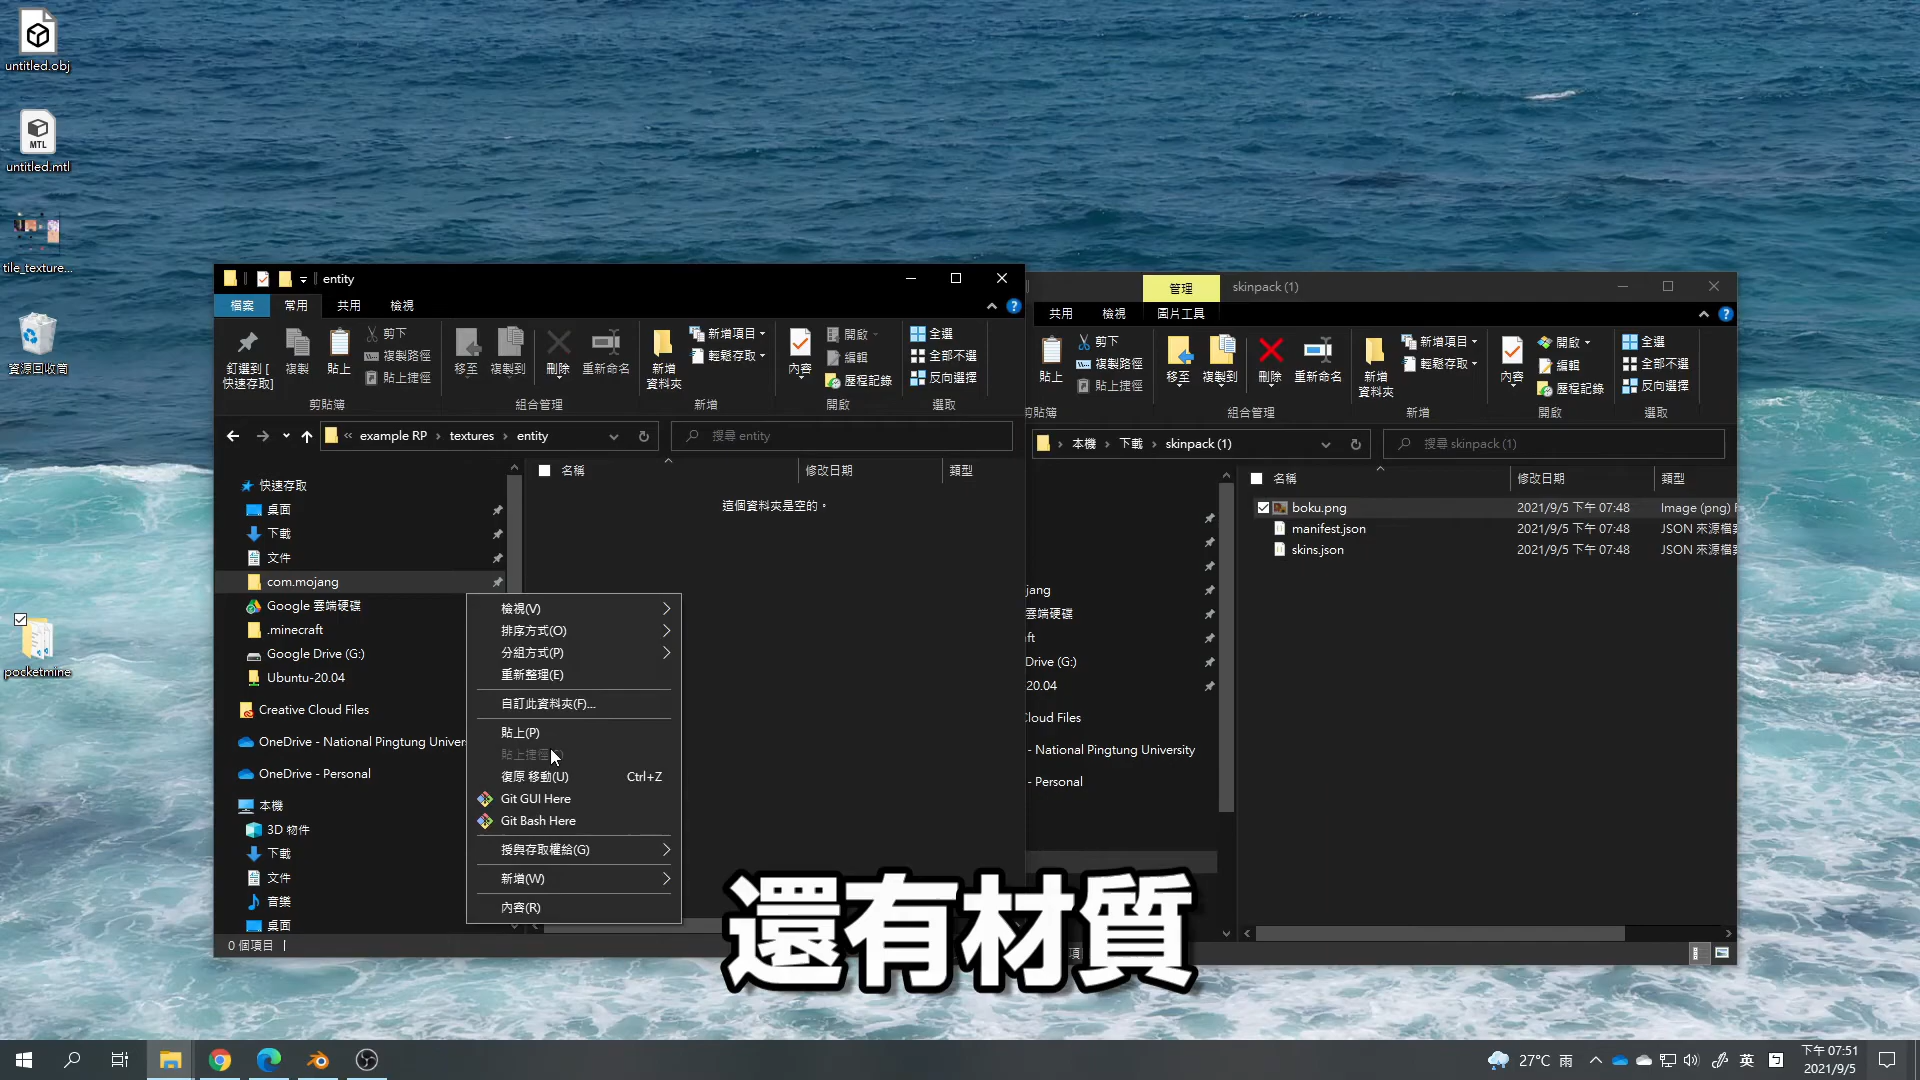 untitled.obj
MTL
untitled.mtl
tile_texture...
資源回收筒
pocketmine
entity
檔案 常用 共用 檢視
釘選到 [快速存取]
複製
貼上
剪下
複製路徑
貼上捷徑
移至
複製到
刪除
重新命名
新增資料夾
新增項目
輕鬆存取
內容
開啟
編輯
歷程記錄
全選
全部不選
反向選擇
剪貼簿 組合管理 新增 開啟 選取
« example RP › textures › entity
搜尋 entity
名稱 修改日期 類型
這個資料夾是空的。
快速存取
桌面
下載
文件
com.mojang
Google 雲端硬碟
.minecraft
Google Drive (G:)
Ubuntu-20.04
Creative Cloud Files
OneDrive - National Pingtung Univer
OneDrive - Personal
本機
3D 物件
下載
文件
音樂
桌面
0 個項目
檢視(V)
排序方式(O)
分組方式(P)
重新整理(E)
自訂此資料夾(F)...
貼上(P)
貼上捷徑
復原 移動(U) Ctrl+Z
Git GUI Here
Git Bash Here
授與存取權給(G)
新增(W)
內容(R)
管理 skinpack (1)
共用 檢視 圖片工具
貼上
剪下
複製路徑
貼上捷徑
移至
複製到
刪除
重新命名
新增資料夾
新增項目
輕鬆存取
內容
開啟
編輯
歷程記錄
全選
全部不選
反向選擇
剪貼簿 組合管理 新增 開啟 選取
› 本機 › 下載 › skinpack (1)
搜尋 skinpack (1)
名稱 修改日期 類型
boku.png 2021/9/5 下午 07:48 Image (png) F
manifest.json 2021/9/5 下午 07:48 JSON 來源檔案
skins.json 2021/9/5 下午 07:48 JSON 來源檔案
jang
雲端硬碟
ft
Drive (G:)
20.04
Cloud Files
- National Pingtung University
- Personal
還有材質
27°C 雨
英
下午 07:51
2021/9/5